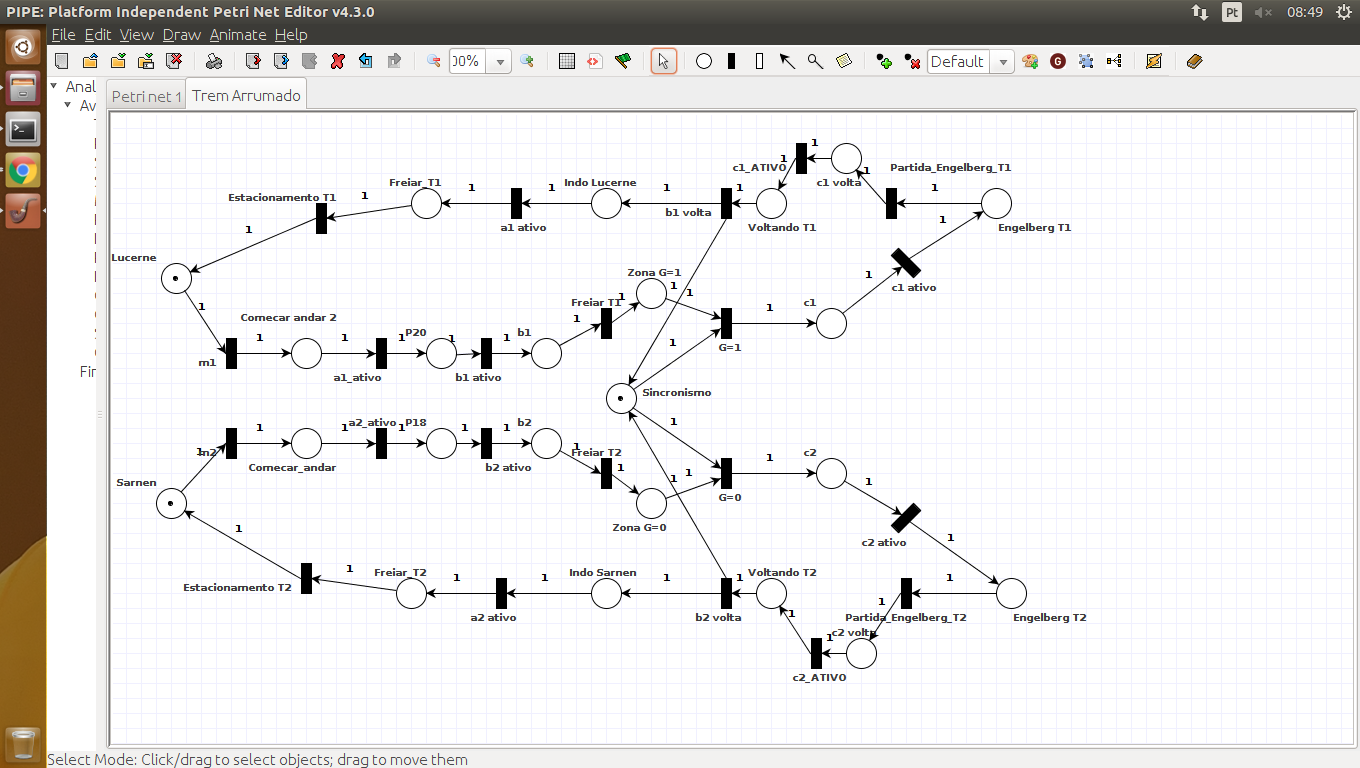 PIPE: Platform Independent Petri Net Editor v4.3.0
Pt
08:49
File Edit View Draw Animate Help
00%
Default
G
Anal
Petri net 1
Trem Arrumado
Av
Fir
c1_ATIVO
1
1
c1 volta
1
Partida_Engelberg_T1
1
Engelberg T1
1
c1 ativo
1
Estacionamento T1
1
Freiar_T1
1
a1 ativo
1
Indo Lucerne
1
b1 volta
1
Voltando T1
1
Lucerne
1
m1
1
Comecar andar 2
1
a1_ativo
1
P20
1
b1 ativo
1
b1
1
Freiar T1
1
Zona G=1
1
1
G=1
1
1
c1
Sincronismo
1
Sarnen
1
m2
1
Comecar_andar
1
a2_ativo
1
P18
1
b2 ativo
1
b2
1
Freiar T2
1
Zona G=0
1
1
G=0
1
c2
1
c2 ativo
1
Engelberg T2
1
Partida_Engelberg_T2
1
c2 volta
1
c2_ATIVO
1
Voltando T2
1
b2 volta
1
Indo Sarnen
1
a2 ativo
1
Freiar_T2
1
Estacionamento T2
1
Select Mode: Click/drag to select objects; drag to move them